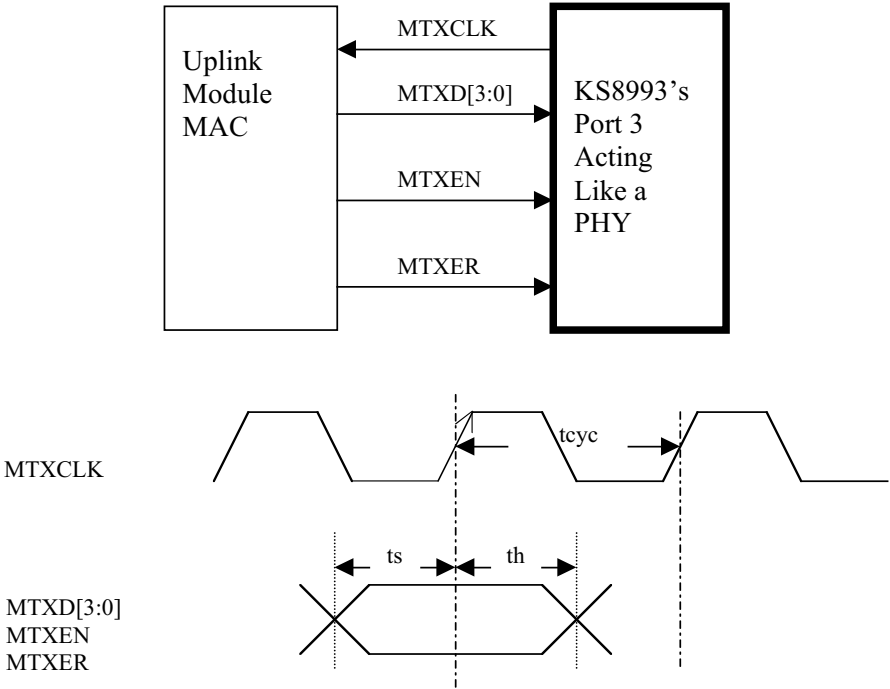 Uplink
Module
MAC
MTXCLK
MTXD[3:0]
MTXEN
MTXER
KS8993’s
Port 3
Acting
Like a
PHY
MTXCLK
tcyc
ts
th
MTXD[3:0]
MTXEN
MTXER